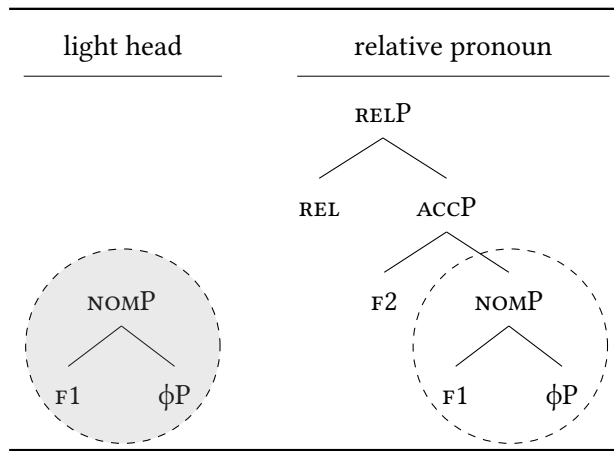 light head relative pronoun
RELP
REL ACCP
NOMP F2 NOMP
F1 ϕP F1 ϕP